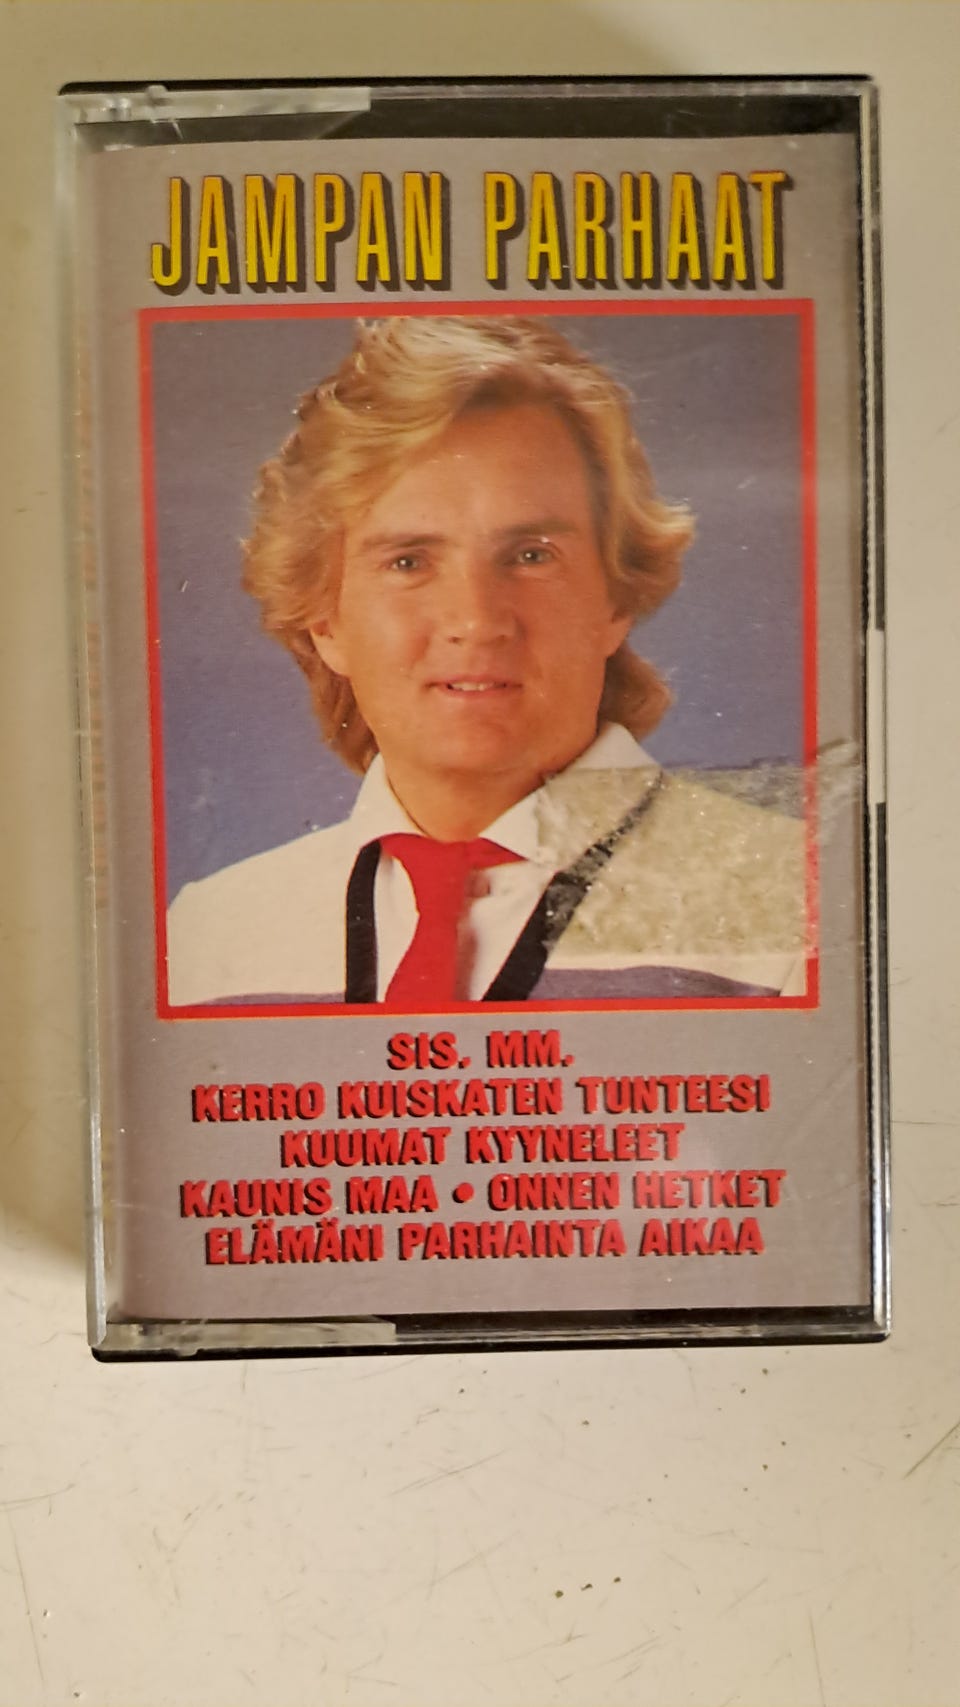 JAMPAN PARHAAT
SIS. MM.
KERRO KUISKATEN TUNTEESI
KUUMAT KYYNELEET
KAUNIS MAA • ONNEN HETKET
ELÄMÄNI PARHAINTA AIKAA